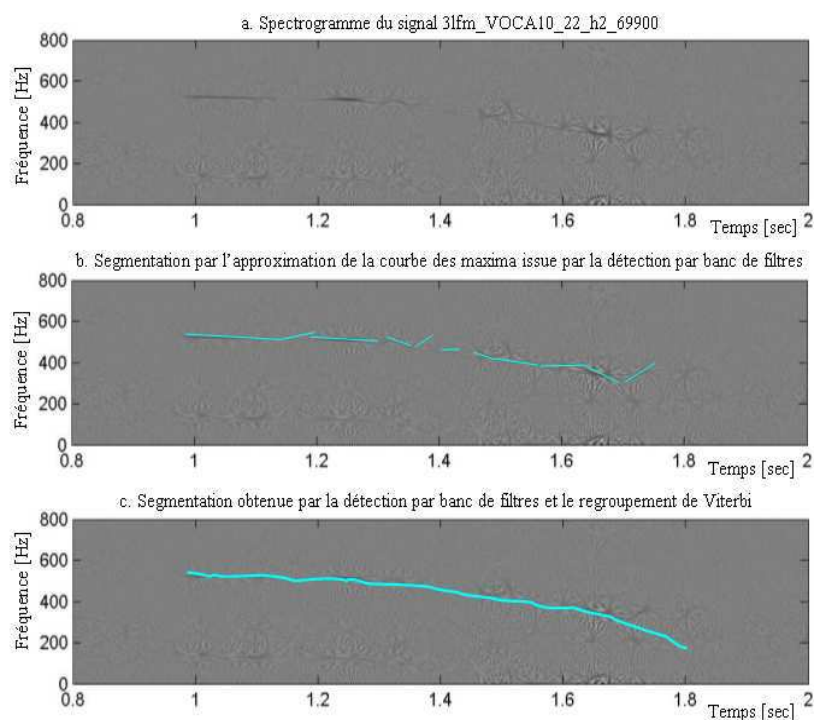 a. Spectrogramme du signal 3lfm_VOCA10_22_h2_69900
800
600
400
200
0
Fréquence [Hz]
0.8 1 1.2 1.4 1.6 1.8 2
Temps [sec]
b. Segmentation par l'approximation de la courbe des maxima issue par la détection par banc de filtres
800
600
400
200
0
Fréquence [Hz]
0.8 1 1.2 1.4 1.6 1.8 2
Temps [sec]
c. Segmentation obtenue par la détection par banc de filtres et le regroupement de Viterbi
800
600
400
200
0
Fréquence [Hz]
0.8 1 1.2 1.4 1.6 1.8 2
Temps [sec]